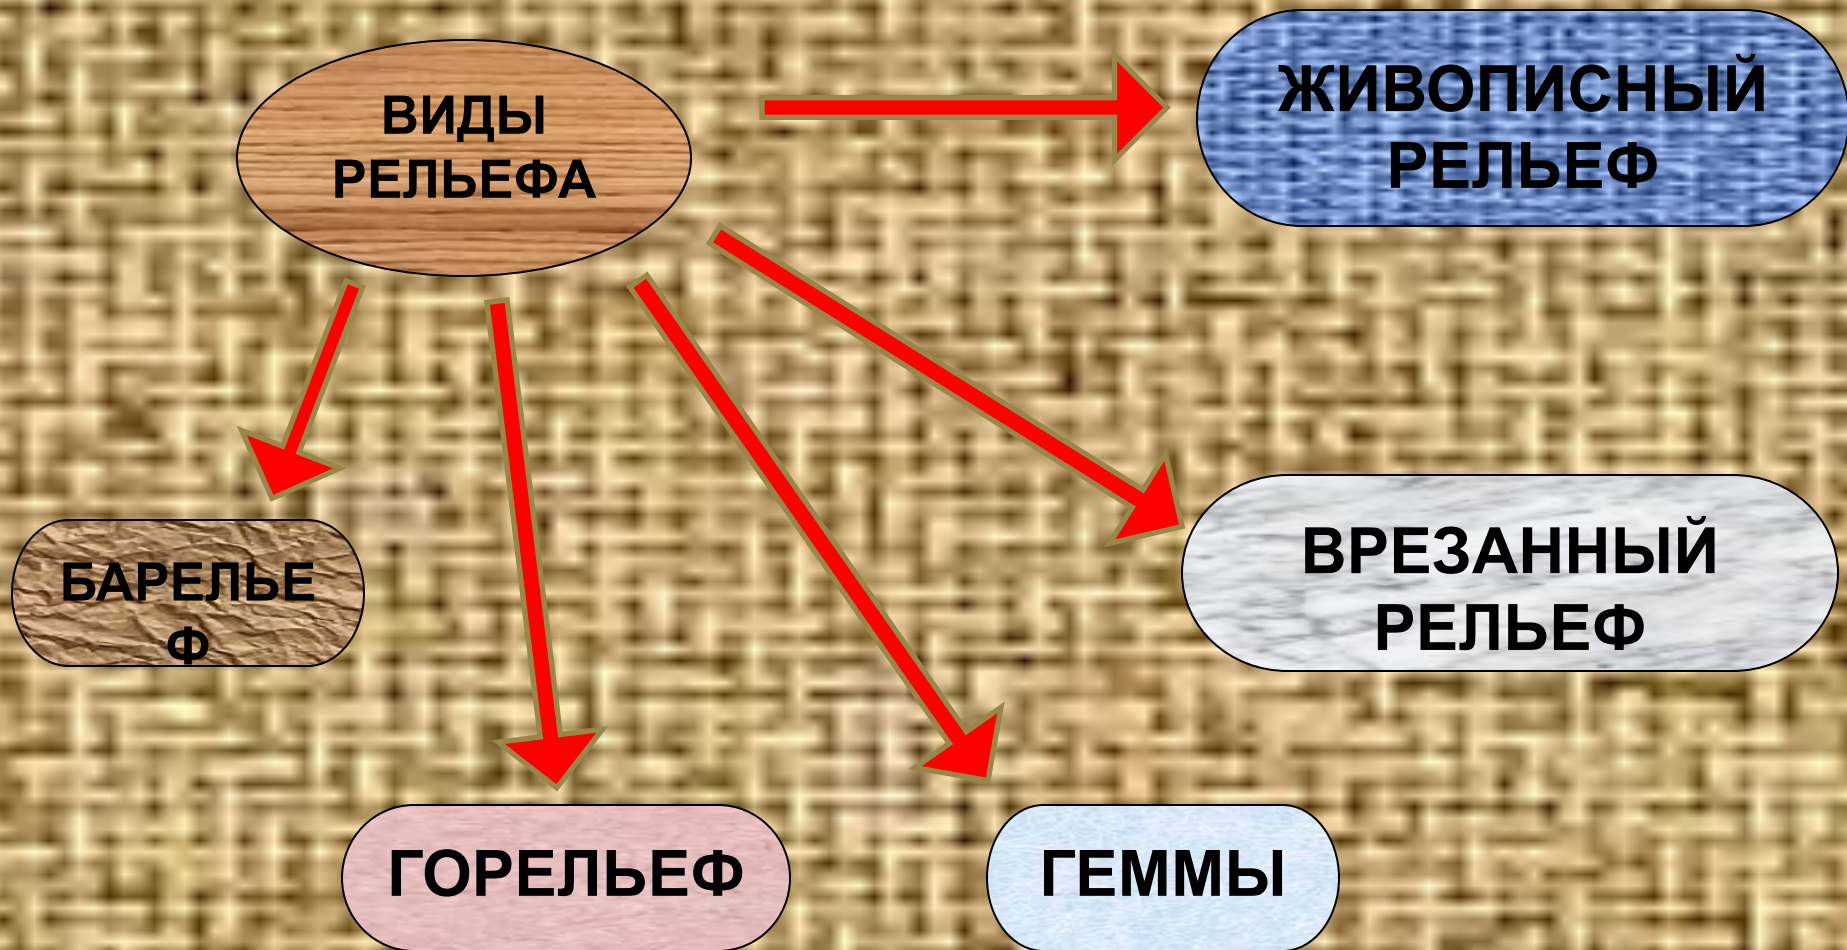 ВИДЫ
РЕЛЬЕФА
ЖИВОПИСНЫЙ
РЕЛЬЕФ
БАРЕЛЬЕ
Ф
ВРЕЗАННЫЙ
РЕЛЬЕФ
ГОРЕЛЬЕФ
ГЕММЫ